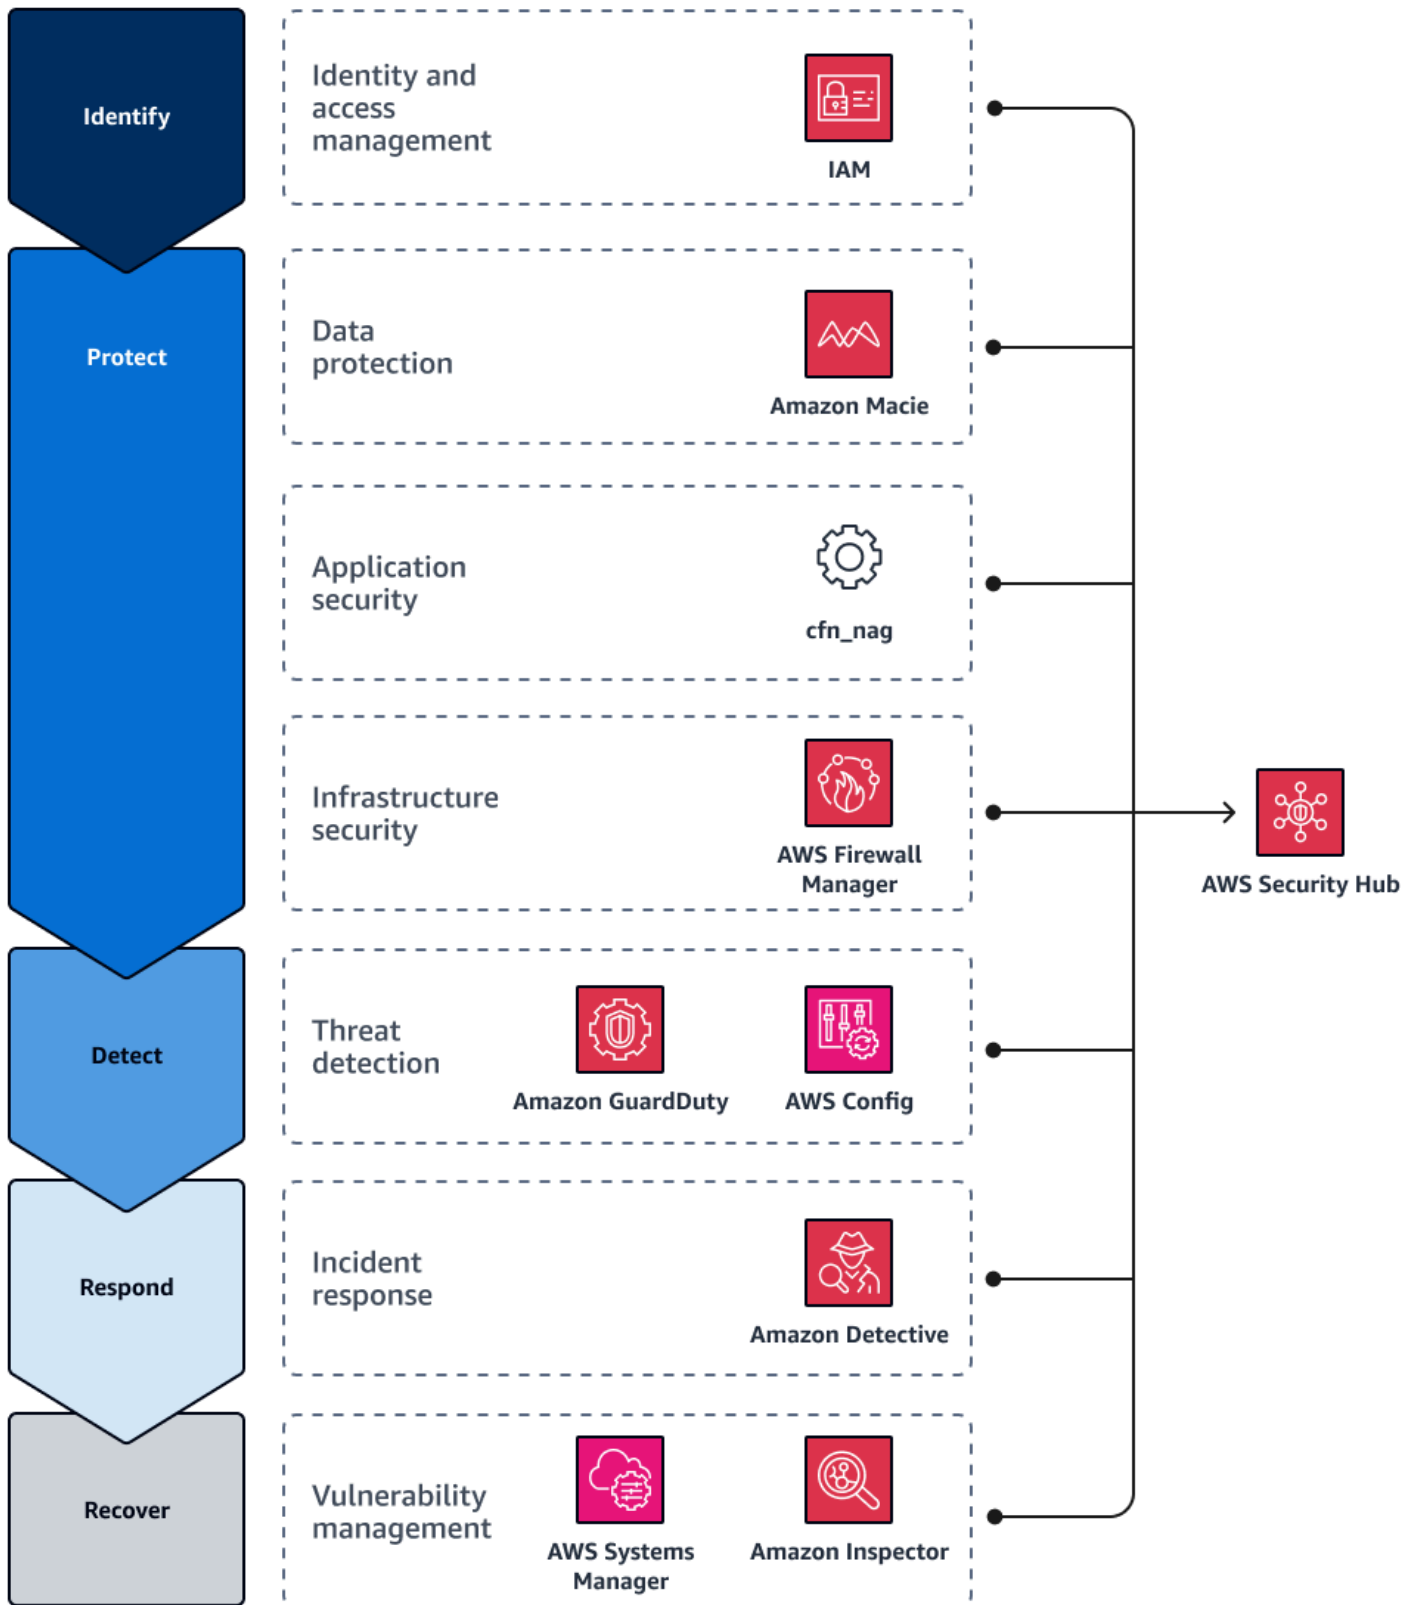 Identify
Identity and
access
management
IAM
Protect
Data
protection
Amazon Macie
Application
security
cfn_nag
Infrastructure
security
AWS Firewall
Manager
AWS Security Hub
Detect
Threat
detection
Amazon GuardDuty
AWS Config
Respond
Incident
response
Amazon Detective
Recover
Vulnerability
management
AWS Systems
Manager
Amazon Inspector